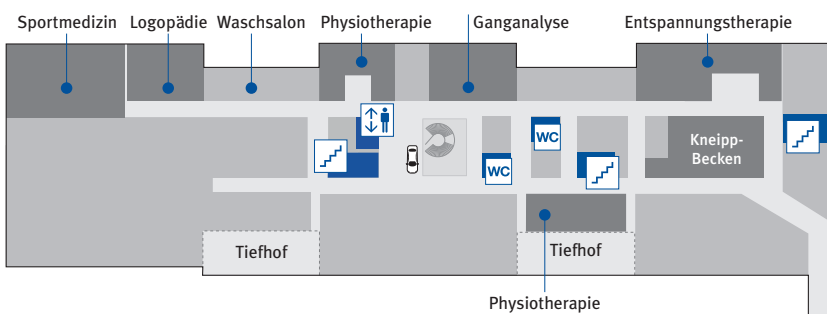 Sportmedizin Logopädie Waschsalon Physiotherapie Ganganalyse Entspannungstherapie
WC
WC
Kneipp-
Becken
Tiefhof
Tiefhof
Physiotherapie